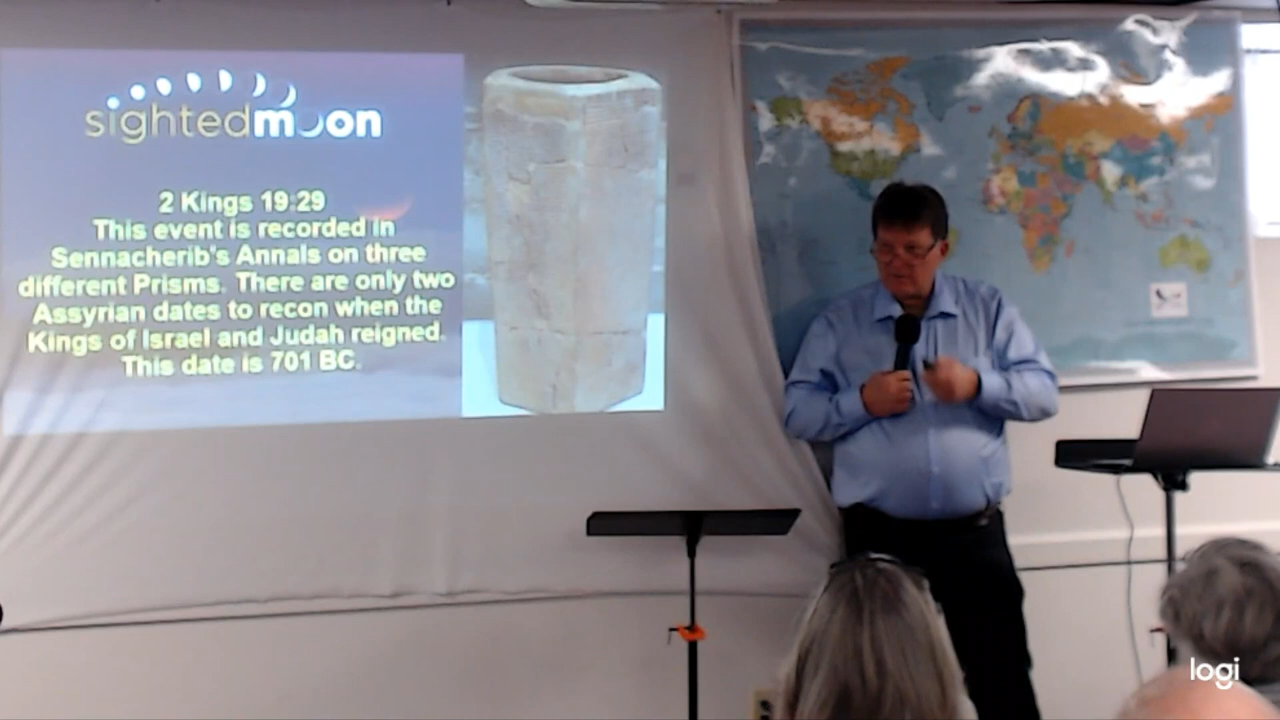 sightedmoon
2 Kings 19:29
This event is recorded in
Sennacherib's Annals on three
different Prisms. There are only two
Assyrian dates to recon when the
Kings of Israel and Judah reigned.
This date is 701 BC.
logi